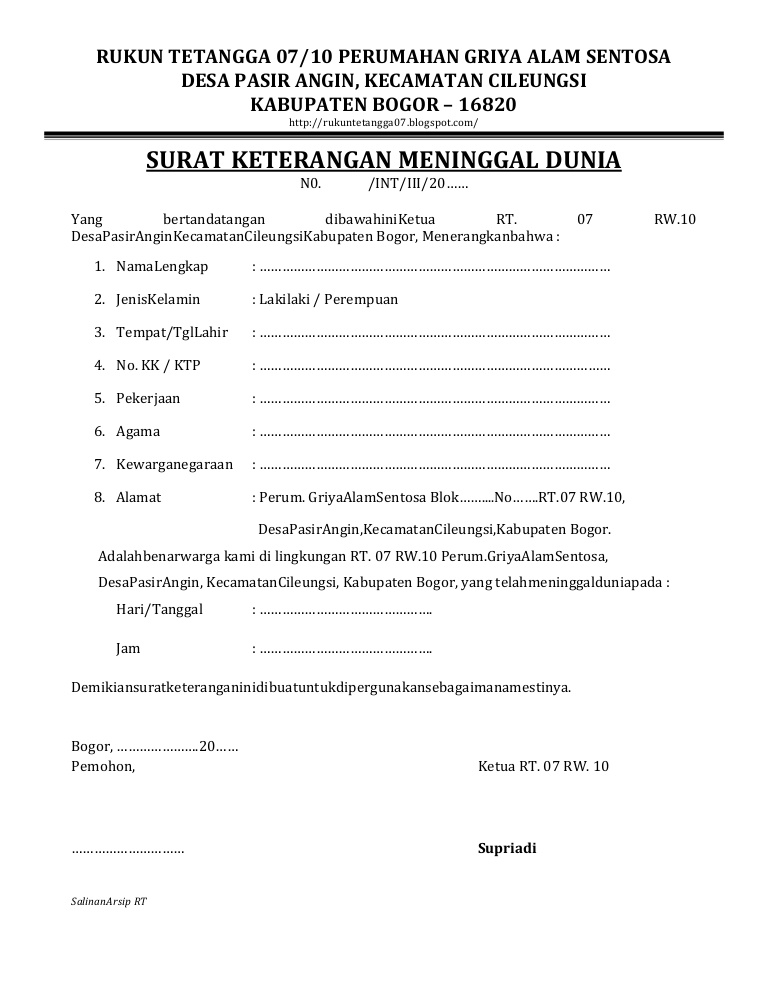 RUKUN TETANGGA 07/10 PERUMAHAN GRIYA ALAM SENTOSA
DESA PASIR ANGIN, KECAMATAN CILEUNGSI
KABUPATEN BOGOR – 16820
http://rukuntetangga07.blogspot.com/
SURAT KETERANGAN MENINGGAL DUNIA
N0. /INT/III/20……
Yang bertandatangan dibawahiniKetua RT. 07 RW.10
DesaPasirAnginKecamatanCileungsiKabupaten Bogor, Menerangkanbahwa :
1. NamaLengkap : …………………………………………………………………………………
2. JenisKelamin : Lakilaki / Perempuan
3. Tempat/TglLahir : …………………………………………………………………………………
4. No. KK / KTP : …………………………………………………………………………………
5. Pekerjaan : …………………………………………………………………………………
6. Agama : …………………………………………………………………………………
7. Kewarganegaraan : …………………………………………………………………………………
8. Alamat : Perum. GriyaAlamSentosa Blok……….No…….RT.07 RW.10,
DesaPasirAngin,KecamatanCileungsi,Kabupaten Bogor.
Adalahbenarwarga kami di lingkungan RT. 07 RW.10 Perum.GriyaAlamSentosa,
DesaPasirAngin, KecamatanCileungsi, Kabupaten Bogor, yang telahmeninggalduniapada :
Hari/Tanggal : ……………………………………….
Jam : ……………………………………….
Demikiansuratketeranganinidibuatuntukdipergunakansebagaimanamestinya.
Bogor, ………………….20……
Pemohon, Ketua RT. 07 RW. 10
………………………… Supriadi
SalinanArsip RT